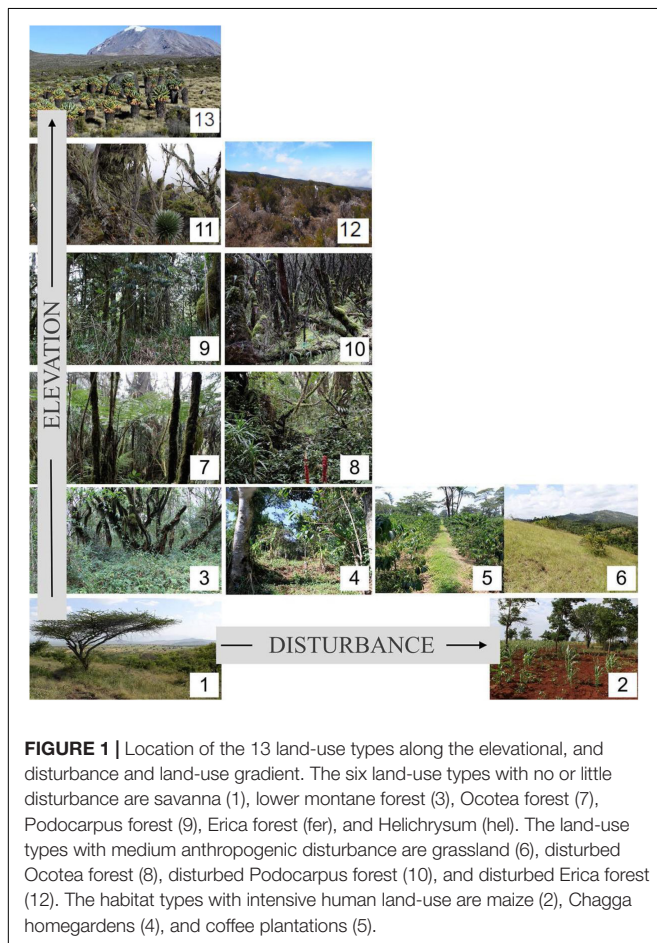 13
11
12
9
10
ELEVATION
7
8
3
4
5
6
DISTURBANCE
1
2
FIGURE 1 | Location of the 13 land-use types along the elevational, and
disturbance and land-use gradient. The six land-use types with no or little
disturbance are savanna (1), lower montane forest (3), Ocotea forest (7),
Podocarpus forest (9), Erica forest (fer), and Helichrysum (hel). The land-use
types with medium anthropogenic disturbance are grassland (6), disturbed
Ocotea forest (8), disturbed Podocarpus forest (10), and disturbed Erica forest
(12). The habitat types with intensive human land-use are maize (2), Chagga
homegardens (4), and coffee plantations (5).